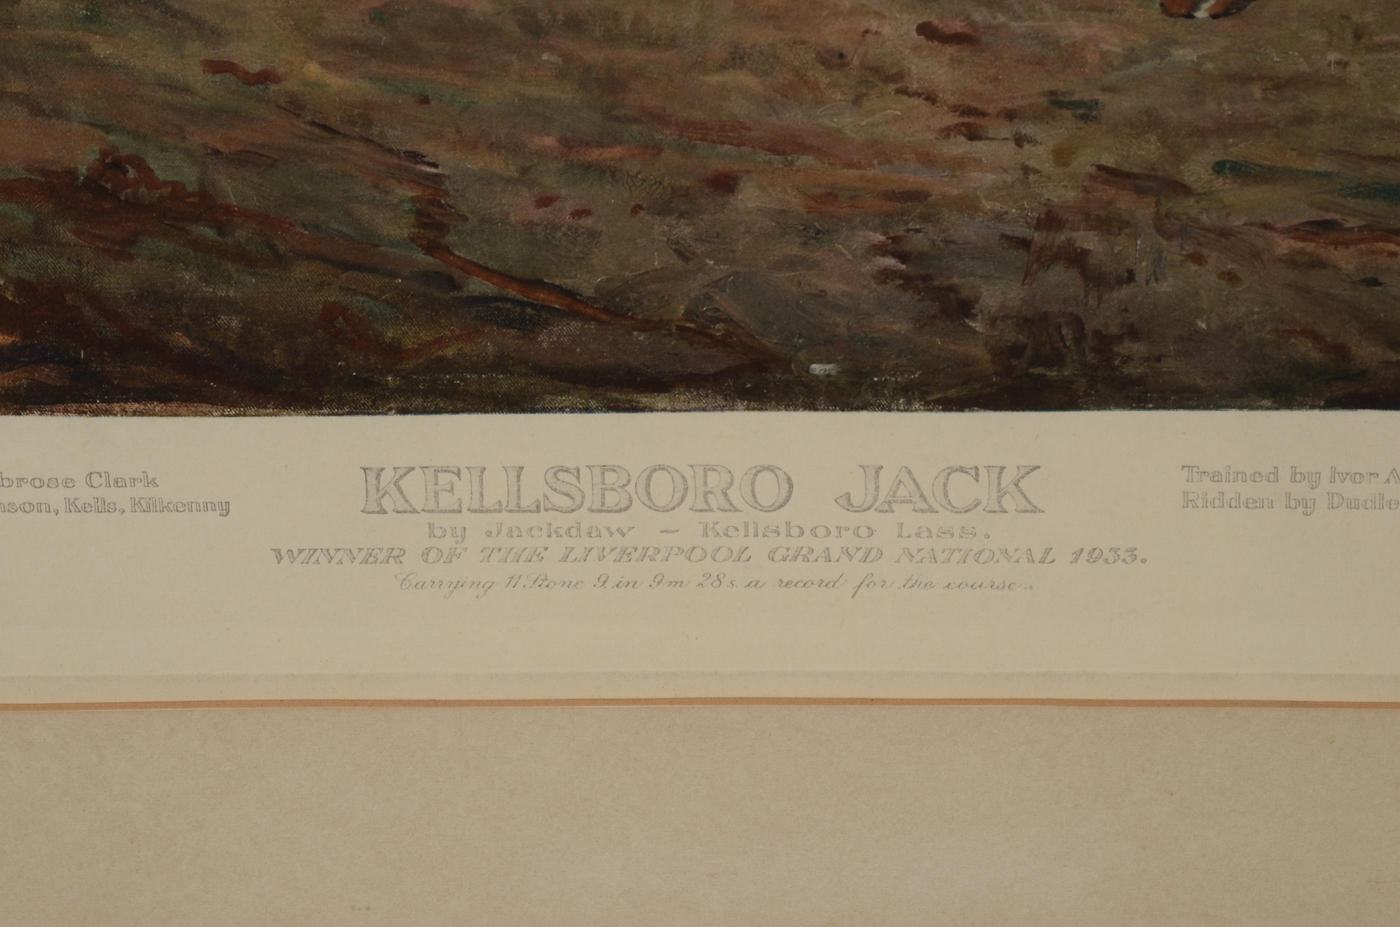 brose Clark
nson, Kells, Kilkenny
KELLSBORO JACK
by Jackdaw – Kellsboro Lass.
WINNER OF THE LIVERPOOL GRAND NATIONAL 1933.
Carrying 11 Stone 9. in 9m 28s. a record for the course..
Trained by Ivor A
Ridden by Dudle